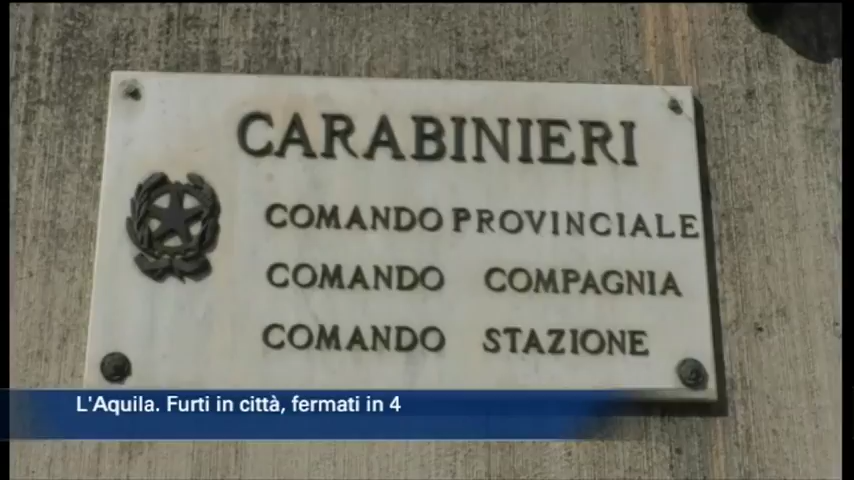 CARABINIERI
COMANDO PROVINCIALE
COMANDO COMPAGNIA
COMANDO STAZIONE
L'Aquila. Furti in città, fermati in 4